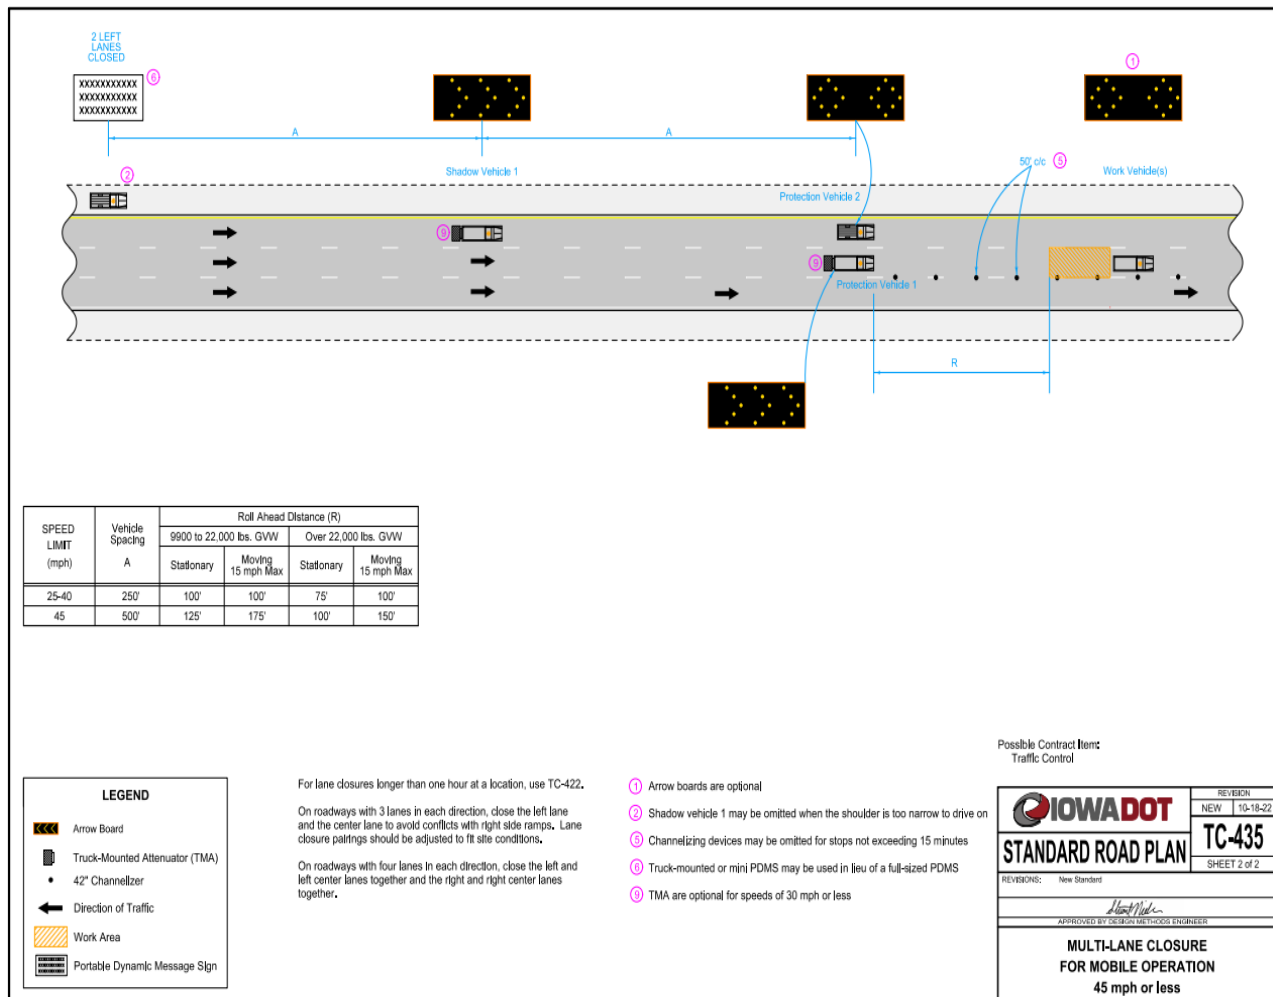 2 LEFT
LANES
CLOSED
XXXXXXXXXXX
XXXXXXXXXXX
XXXXXXXXXXX
6
1
A
A
2
Shadow Vehicle 1
50' c/c
5
Work Vehicle(s)
Protection Vehicle 2
9
9
Protection Vehicle 1
R
SPEED
LIMIT
(mph)
Vehicle
Spacing
A
Roll Ahead Distance (R)
9900 to 22,000 lbs. GVW
Over 22,000 lbs. GVW
Stationary
Moving
15 mph Max
Stationary
Moving
15 mph Max
25-40 250' 100' 100' 75' 100'
45 500' 125' 175' 100' 150'
LEGEND
Arrow Board
Truck-Mounted Attenuator (TMA)
42" Channelizer
Direction of Traffic
Work Area
Portable Dynamic Message Sign
For lane closures longer than one hour at a location, use TC-422.
On roadways with 3 lanes in each direction, close the left lane
and the center lane to avoid conflicts with right side ramps. Lane
closure pairings should be adjusted to fit site conditions.
On roadways with four lanes in each direction, close the left and
left center lanes together and the right and right center lanes
together.
1 Arrow boards are optional
2 Shadow vehicle 1 may be omitted when the shoulder is too narrow to drive on
5 Channelizing devices may be omitted for stops not exceeding 15 minutes
6 Truck-mounted or mini PDMS may be used in lieu of a full-sized PDMS
9 TMA are optional for speeds of 30 mph or less
Possible Contract Item:
Traffic Control
IOWADOT
STANDARD ROAD PLAN
REVISION
NEW 10-18-22
TC-435
SHEET 2 of 2
REVISIONS: New Standard
APPROVED BY DESIGN METHODS ENGINEER
MULTI-LANE CLOSURE
FOR MOBILE OPERATION
45 mph or less